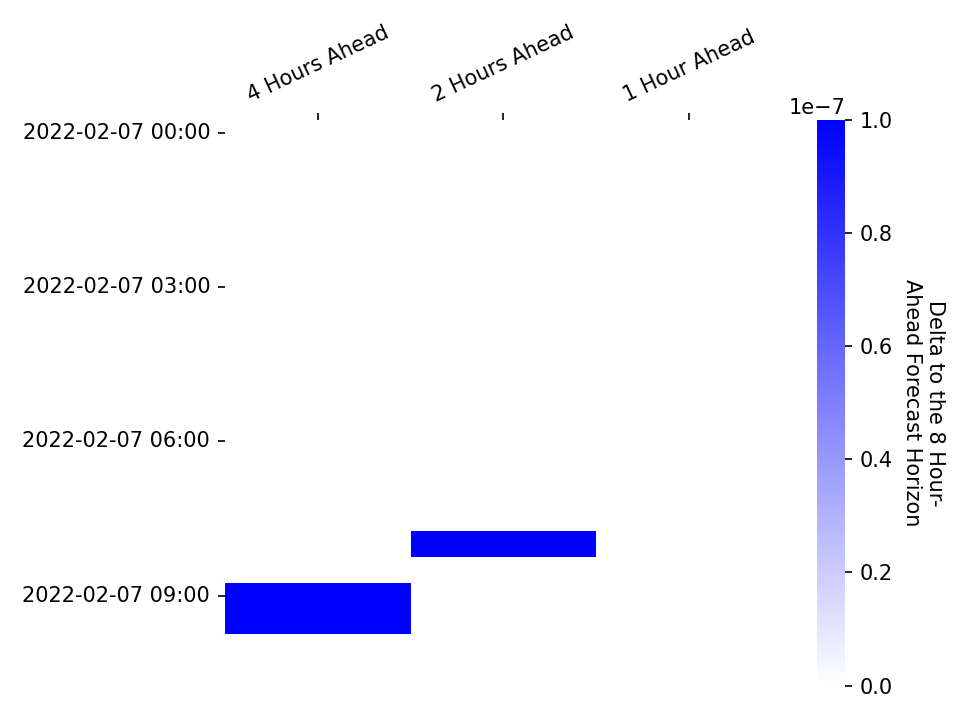 4 Hours Ahead
2 Hours Ahead
1 Hour Ahead
2022-02-07 00:00
2022-02-07 03:00
2022-02-07 06:00
2022-02-07 09:00
1e−7
1.0
0.8
0.6
0.4
0.2
0.0
Delta to the 8 Hour-
Ahead Forecast Horizon